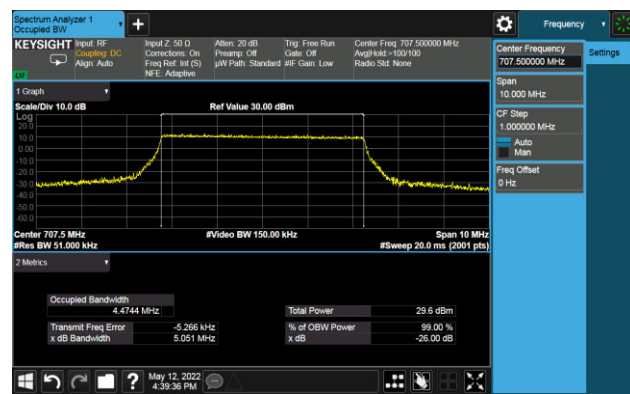 Spectrum Analyzer 1
Occupied BW
Frequency
KEYSIGHT
Input: RF
Coupling: DC
Align: Auto
Input Z: 50 Ω
Corrections: On
Freq Ref: Int (S)
NFE: Adaptive
Atten: 20 dB
Preamp: Off
µW Path: Standard
Trig: Free Run
Gate: Off
#IF Gain: Low
Center Freq: 707.500000 MHz
Avg|Hold:>100/100
Radio Std: None
LV
Center Frequency
707.500000 MHz
Settings
Span
10.000 MHz
CF Step
1.000000 MHz
Auto
Man
Freq Offset
0 Hz
1 Graph
Scale/Div 10.0 dB
Ref Value 30.00 dBm
Log
20.0
10.0
0.00
-10.0
-20.0
-30.0
-40.0
-50.0
-60.0
Center 707.5 MHz
#Video BW 150.00 kHz
Span 10 MHz
#Res BW 51.000 kHz
#Sweep 20.0 ms (2001 pts)
2 Metrics
Occupied Bandwidth
4.4744 MHz
Total Power
29.6 dBm
Transmit Freq Error
-5.266 kHz
% of OBW Power
99.00 %
x dB Bandwidth
5.051 MHz
x dB
-26.00 dB
May 12, 2022
4:39:36 PM